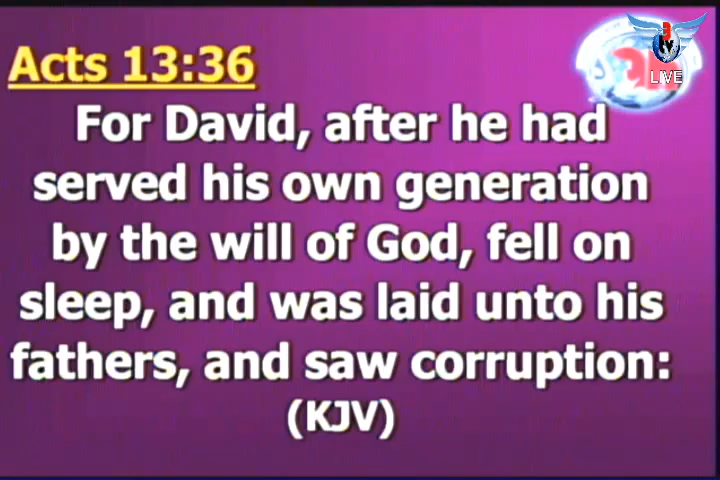 Acts 13:36
For David, after he had
served his own generation
by the will of God, fell on
sleep, and was laid unto his
fathers, and saw corruption:
(KJV)
LIVE